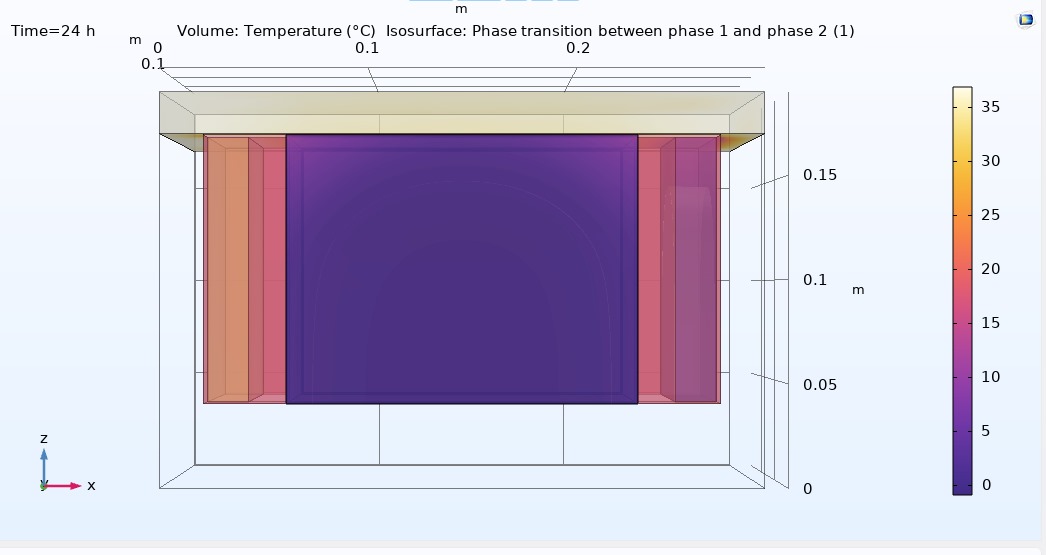 m
Time=24 h
Volume: Temperature (°C) Isosurface: Phase transition between phase 1 and phase 2 (1)
m
0
0.1
0.2
0.1
35
30
25
20
15
10
5
0
0.15
0.1
m
0.05
0
z
y
x